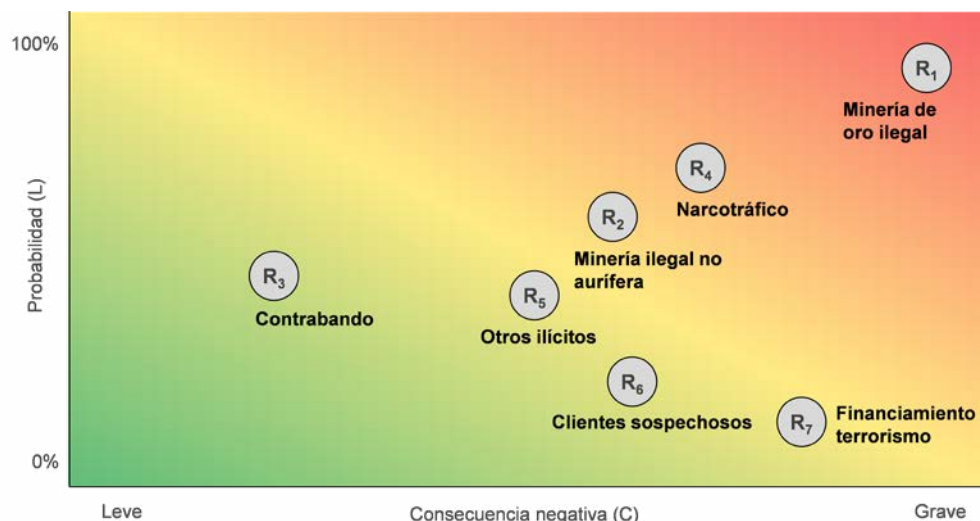 100%
R1
Minería de
oro ilegal
R4
Narcotráfico
R2
Minería ilegal no
aurífera
R3
Contrabando
R5
Otros ilícitos
R6
Clientes sospechosos
R7
Financiamiento
terrorismo
Probabilidad (L)
0%
Leve
Consecuencia negativa (C)
Grave